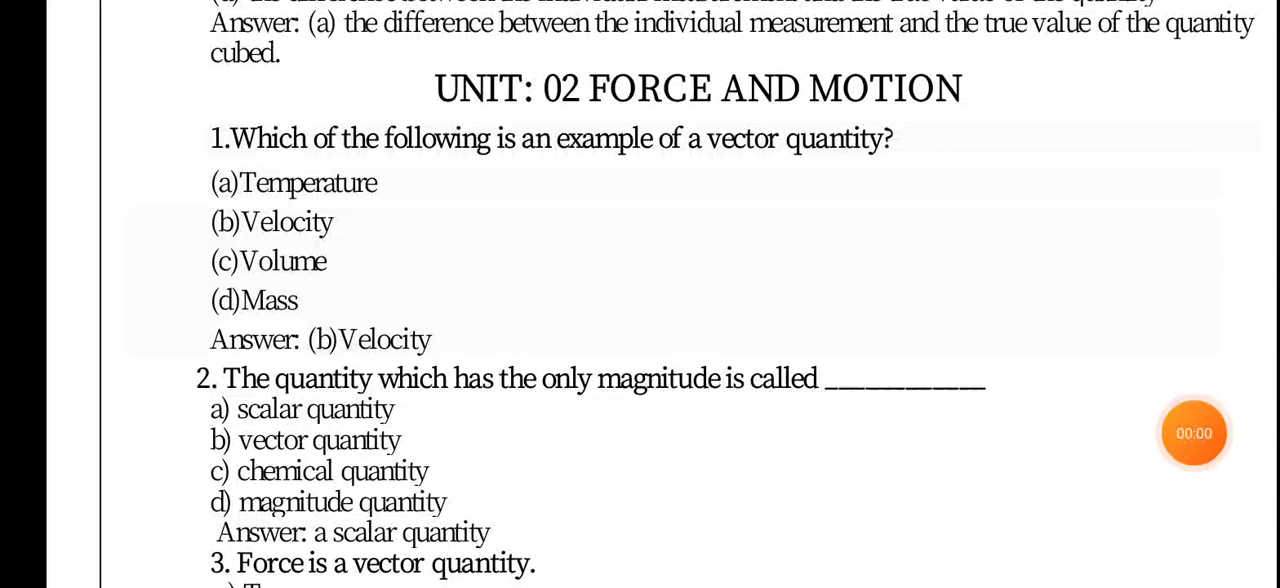 Answer: (a) the difference between the individual measurement and the true value of the quantity
cubed.
UNIT: 02 FORCE AND MOTION
1.Which of the following is an example of a vector quantity?
(a)Temperature
(b)Velocity
(c)Volume
(d)Mass
Answer: (b)Velocity
2. The quantity which has the only magnitude is called ____________
a) scalar quantity
b) vector quantity
c) chemical quantity
d) magnitude quantity
Answer: a scalar quantity
3. Force is a vector quantity.
00:00